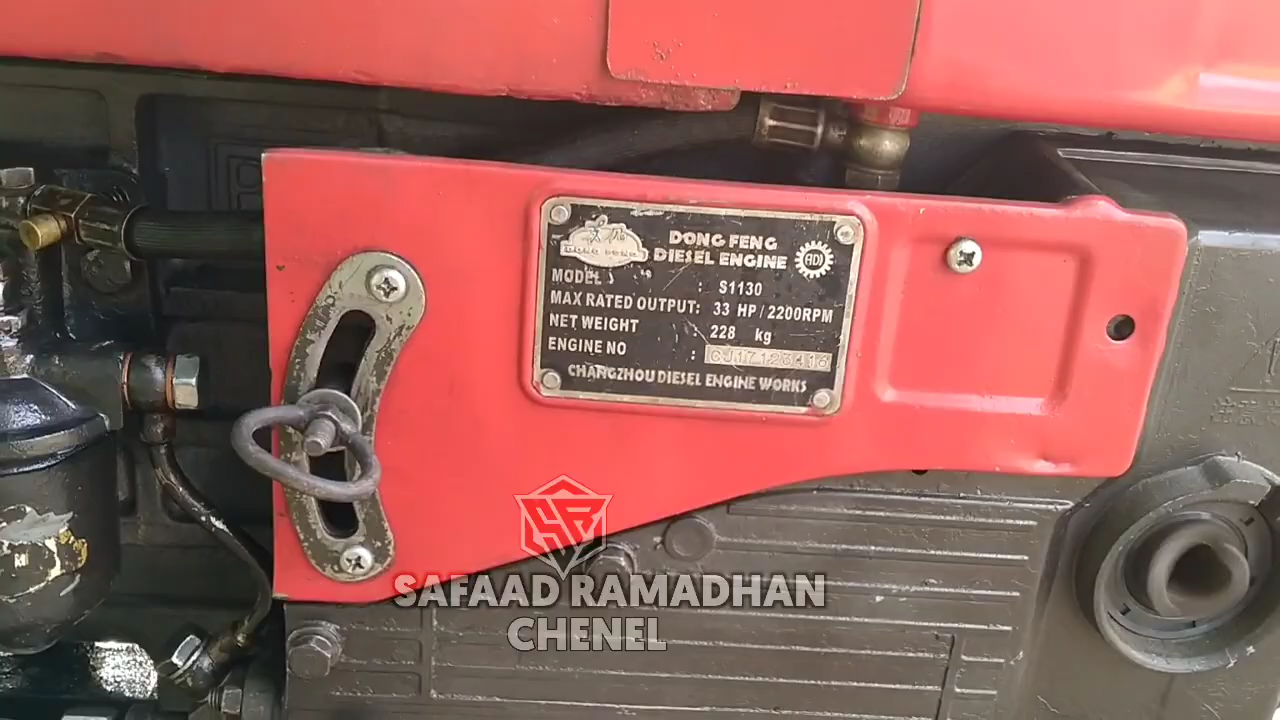 DONG FENG
DIESEL ENGINE
MODEL : S1130
MAX RATED OUTPUT: 33 HP / 2200RPM
NET WEIGHT 228 kg
ENGINE NO :
CHANGZHOU DIESEL ENGINE WORKS
SAFAAD RAMADHAN
CHENEL